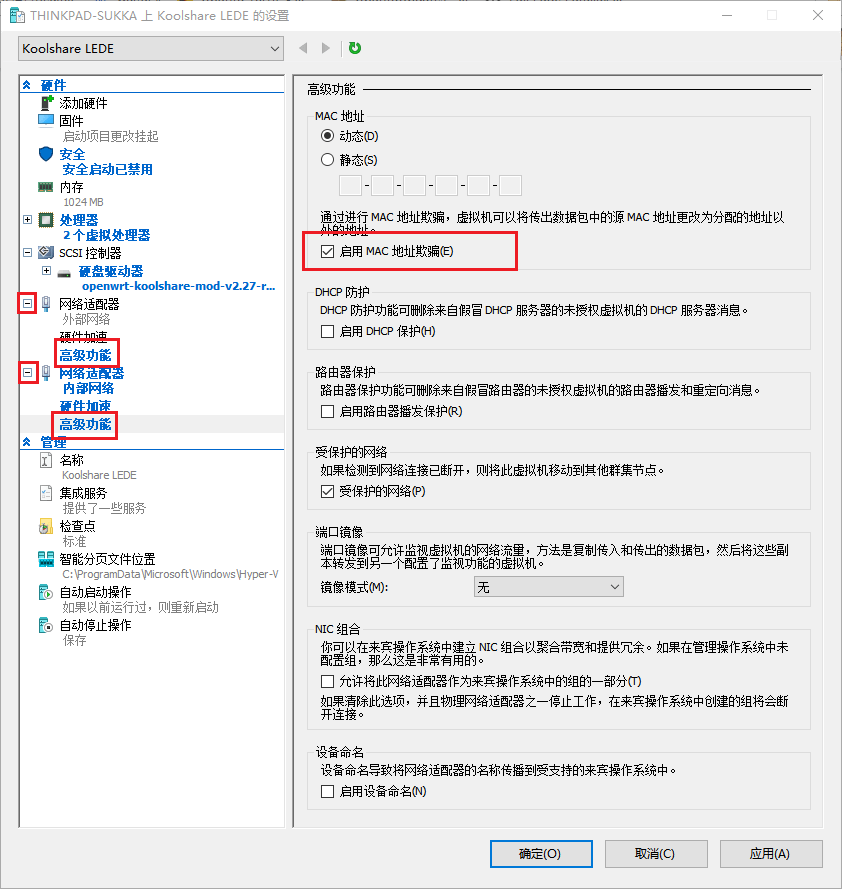 THINKPAD-SUKKA 上 Koolshare LEDE 的设置
Koolshare LEDE
硬件
添加硬件
固件
启动项目更改挂起
安全
安全启动已禁用
内存
1024 MB
处理器
2 个虚拟处理器
SCSI 控制器
硬盘驱动器
openwrt-koolshare-mod-v2.27-r...
网络适配器
外部网络
硬件加速
高级功能
网络适配器
内部网络
硬件加速
高级功能
管理
名称
Koolshare LEDE
集成服务
提供了一些服务
检查点
标准
智能分页文件位置
C:\ProgramData\Microsoft\Windows\Hyper-V
自动启动操作
如果以前运行过，则重新启动
自动停止操作
保存
高级功能
MAC 地址
动态(D)
静态(S)
- - - - -
通过进行 MAC 地址欺骗，虚拟机可以将传出数据包中的源 MAC 地址更改为分配的地址以
外的地址。
启用 MAC 地址欺骗(E)
DHCP 防护
DHCP 防护功能可删除来自假冒 DHCP 服务器的未授权虚拟机的 DHCP 服务器消息。
启用 DHCP 保护(H)
路由器保护
路由器保护功能可删除来自假冒路由器的未授权虚拟机的路由器播发和重定向消息。
启用路由器播发保护(R)
受保护的网络
如果检测到网络连接已断开，则将此虚拟机移动到其他群集节点。
受保护的网络(P)
端口镜像
端口镜像可允许监视虚拟机的网络流量，方法是复制传入和传出的数据包，然后将这些副
本转发到另一个配置了监视功能的虚拟机。
镜像模式(M):
无
NIC 组合
你可以在来宾操作系统中建立 NIC 组合以聚合带宽和提供冗余。如果在管理操作系统中未
配置组，那么这是非常有用的。
允许将此网络适配器作为来宾操作系统中的组的一部分(T)
如果清除此选项，并且物理网络适配器之一停止工作，在来宾操作系统中创建的组将会断
开连接。
设备命名
设备命名导致将网络适配器的名称传播到受支持的来宾操作系统中。
启用设备命名(N)
确定(O)
取消(C)
应用(A)